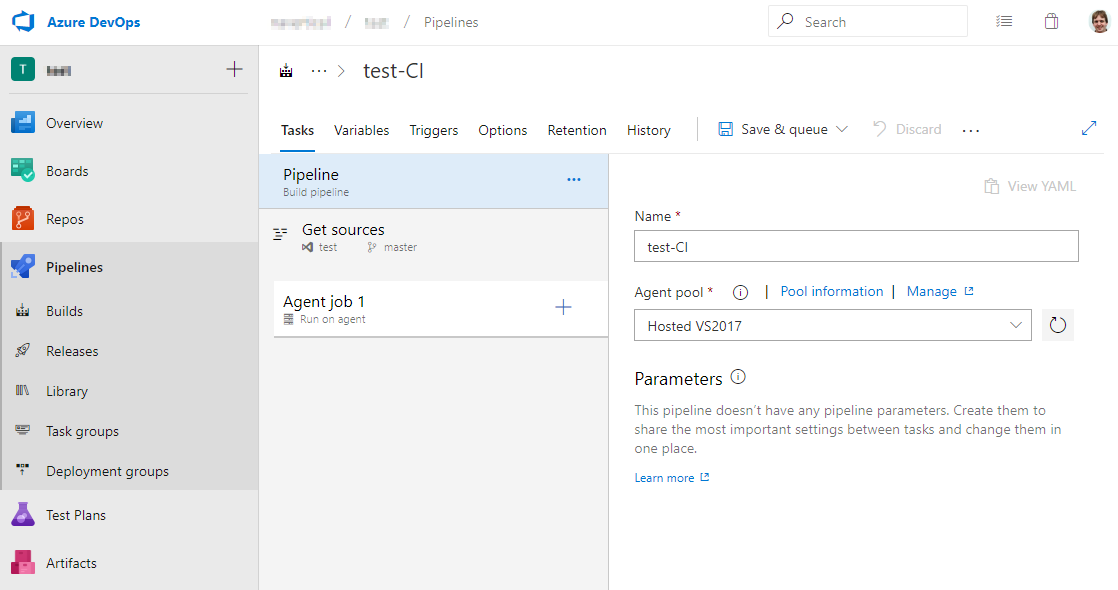 Azure DevOps / / Pipelines Search
T
test-CI
Overview
Boards
Repos
Pipelines
Builds
Releases
Library
Task groups
Deployment groups
Test Plans
Artifacts
Tasks Variables Triggers Options Retention History Save & queue Discard
Pipeline
Build pipeline
Get sources
test master
Agent job 1
Run on agent
View YAML
Name *
test-CI
Agent pool * | Pool information | Manage
Hosted VS2017
Parameters
This pipeline doesn't have any pipeline parameters. Create them to
share the most important settings between tasks and change them in
one place.
Learn more